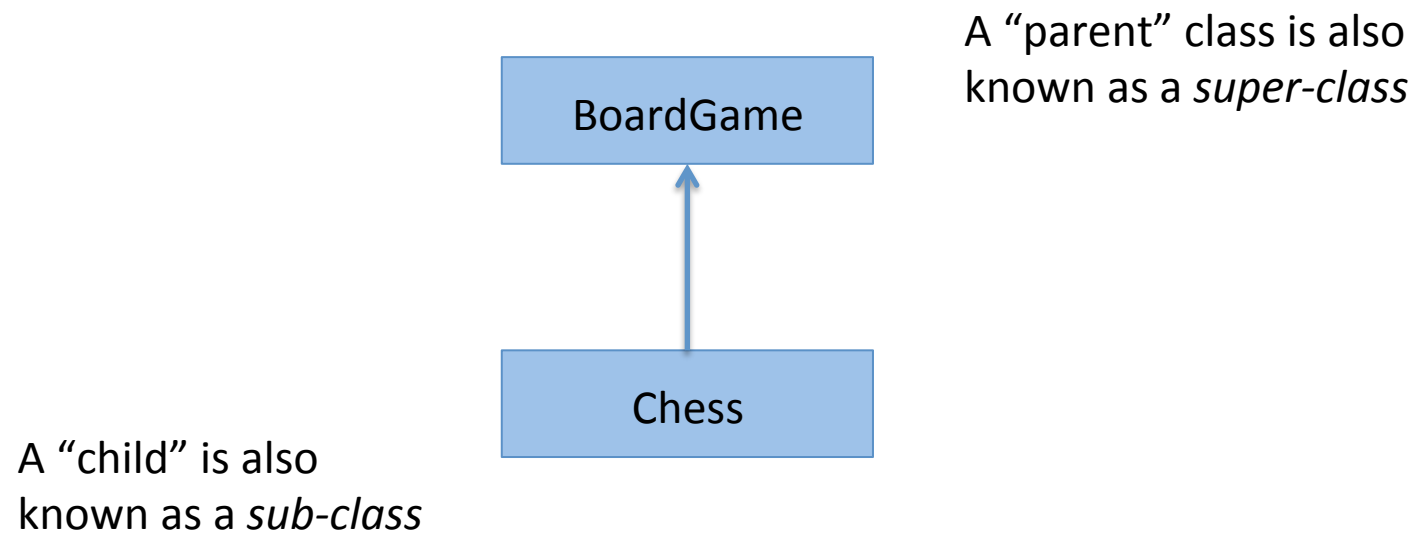 A “parent” class is also
known as a super-class
BoardGame
Chess
A “child” is also
known as a sub-class